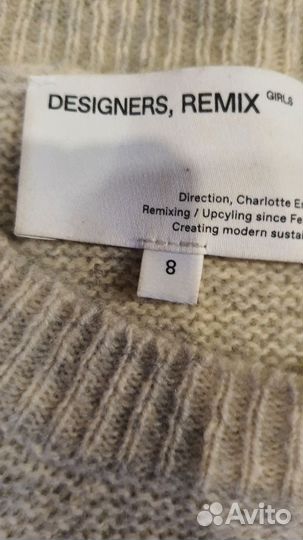 DESIGNERS, REMIX GIRLS
Direction, Charlotte
Remixing / Upcyling since
Creating modern
8
Avito